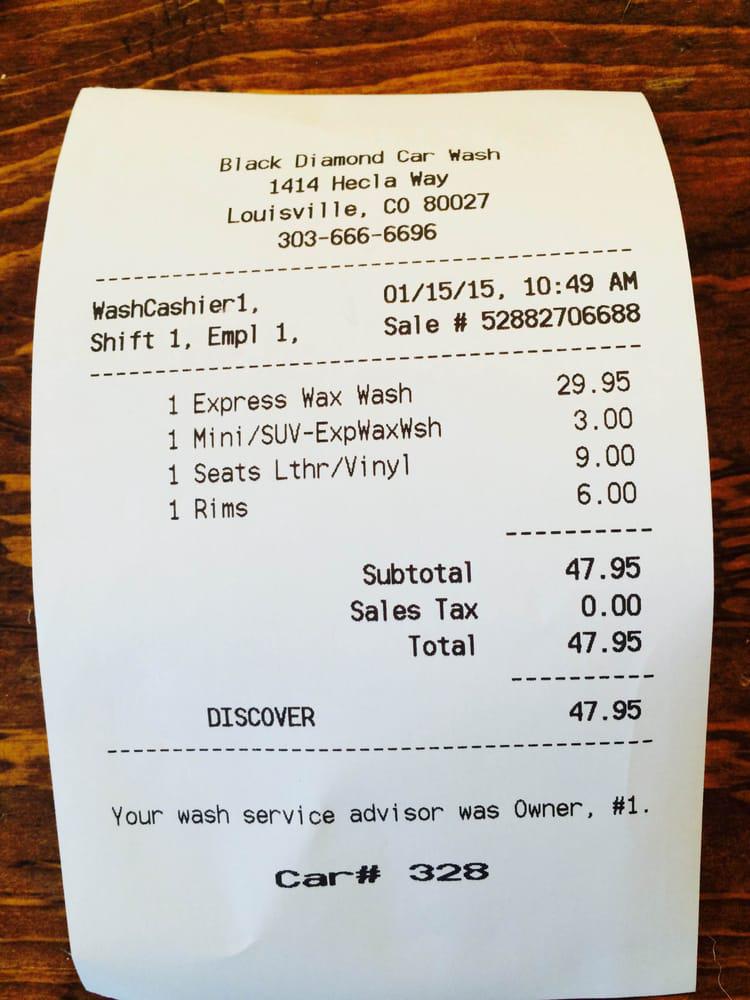 Black Diamond Car Wash
1414 Hecla Way
Louisville, CO 80027
303-666-6696
WashCashier1, 01/15/15, 10:49 AM
Shift 1, Empl 1, Sale # 52882706688
1 Express Wax Wash 29.95
1 Mini/SUV-ExpWaxWsh 3.00
1 Seats Lthr/Vinyl 9.00
1 Rims 6.00
Subtotal 47.95
Sales Tax 0.00
Total 47.95
DISCOVER 47.95
Your wash service advisor was Owner, #1.
Car# 328